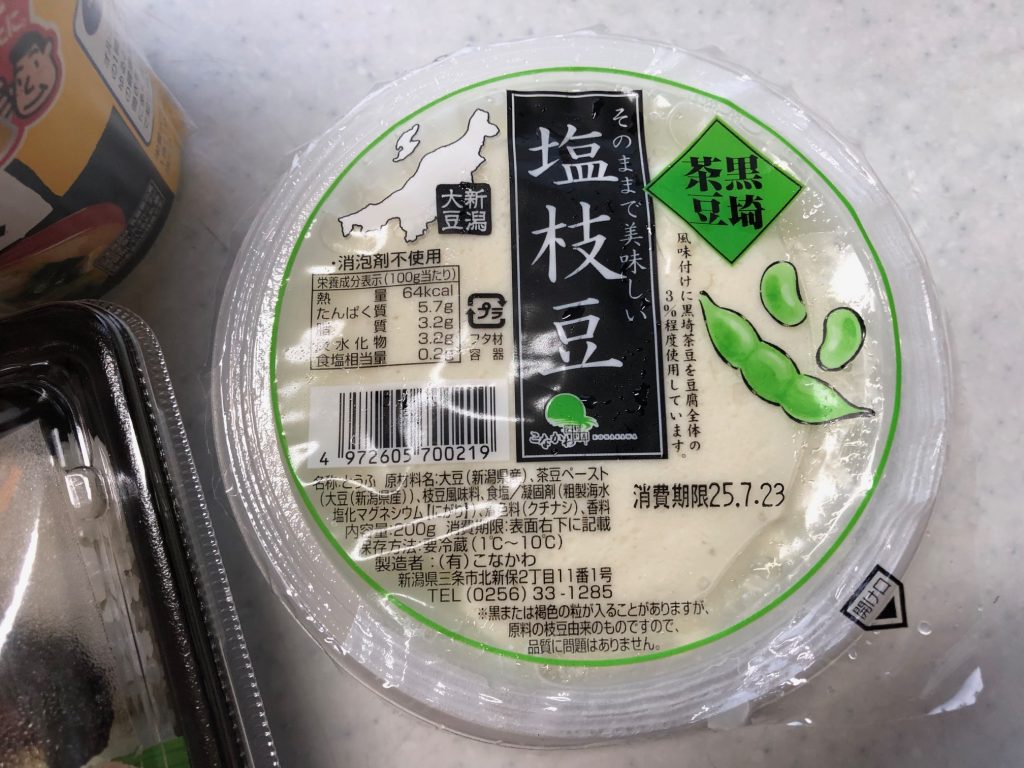 そのままで美味しい
塩枝豆
黒埼
茶豆
新潟
大豆
・消泡剤不使用
栄養成分表示(100g当たり)
熱量 64kcal
たんぱく質 5.7g
脂質 3.2g
炭水化物 3.2g
食塩相当量 0.2g
プラ
フタ材
容器
風味付けに黒埼茶豆を豆腐全体の
3%程度使用しています。
こなかわ
KONAKAWA
4 972605 700219
名称:とうふ 原材料名:大豆(新潟県産)、茶豆ペースト
(大豆(新潟県産))、枝豆風味料、食塩/凝固剤(粗製海水
塩化マグネシウム(にがり))、着色料(クチナシ)、香料
内容量:200g 消費期限:表面右下に記載
保存方法:要冷蔵(1℃〜10℃)
製造者:(有)こなかわ
新潟県三条市北新保2丁目11番1号
TEL(0256)33-1285
消費期限25.7.23
※黒または褐色の粒が入ることがありますが、
原料の枝豆由来のものですので、
品質に問題はありません。
開け口